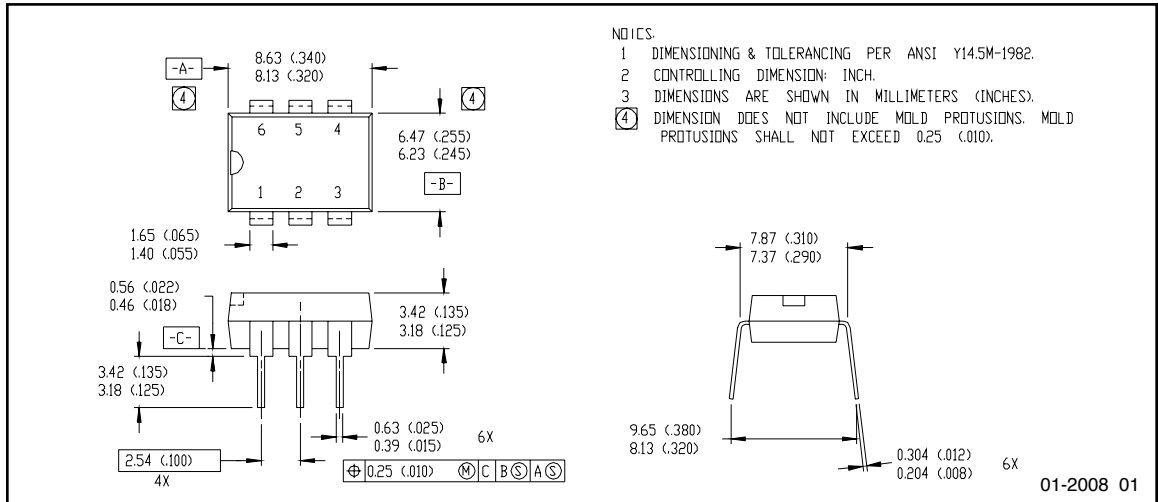 NOTES:
1 DIMENSIONING & TOLERANCING PER ANSI Y14.5M-1982.
2 CONTROLLING DIMENSION: INCH.
3 DIMENSIONS ARE SHOWN IN MILLIMETERS (INCHES).
4 DIMENSION DOES NOT INCLUDE MOLD PROTUSIONS. MOLD
PROTUSIONS SHALL NOT EXCEED 0.25 (.010).
-A-
8.63 (.340)
8.13 (.320)
4
4
6 5 4
6.47 (.255)
6.23 (.245)
-B-
1 2 3
1.65 (.065)
1.40 (.055)
0.56 (.022)
0.46 (.018)
-C-
3.42 (.135)
3.18 (.125)
3.42 (.135)
3.18 (.125)
0.63 (.025)
0.39 (.015)
6X
2.54 (.100)
4X
⌖ 0.25 (.010) Ⓜ C B Ⓢ A Ⓢ
7.87 (.310)
7.37 (.290)
9.65 (.380)
8.13 (.320)
0.304 (.012)
0.204 (.008)
6X
01-2008 01